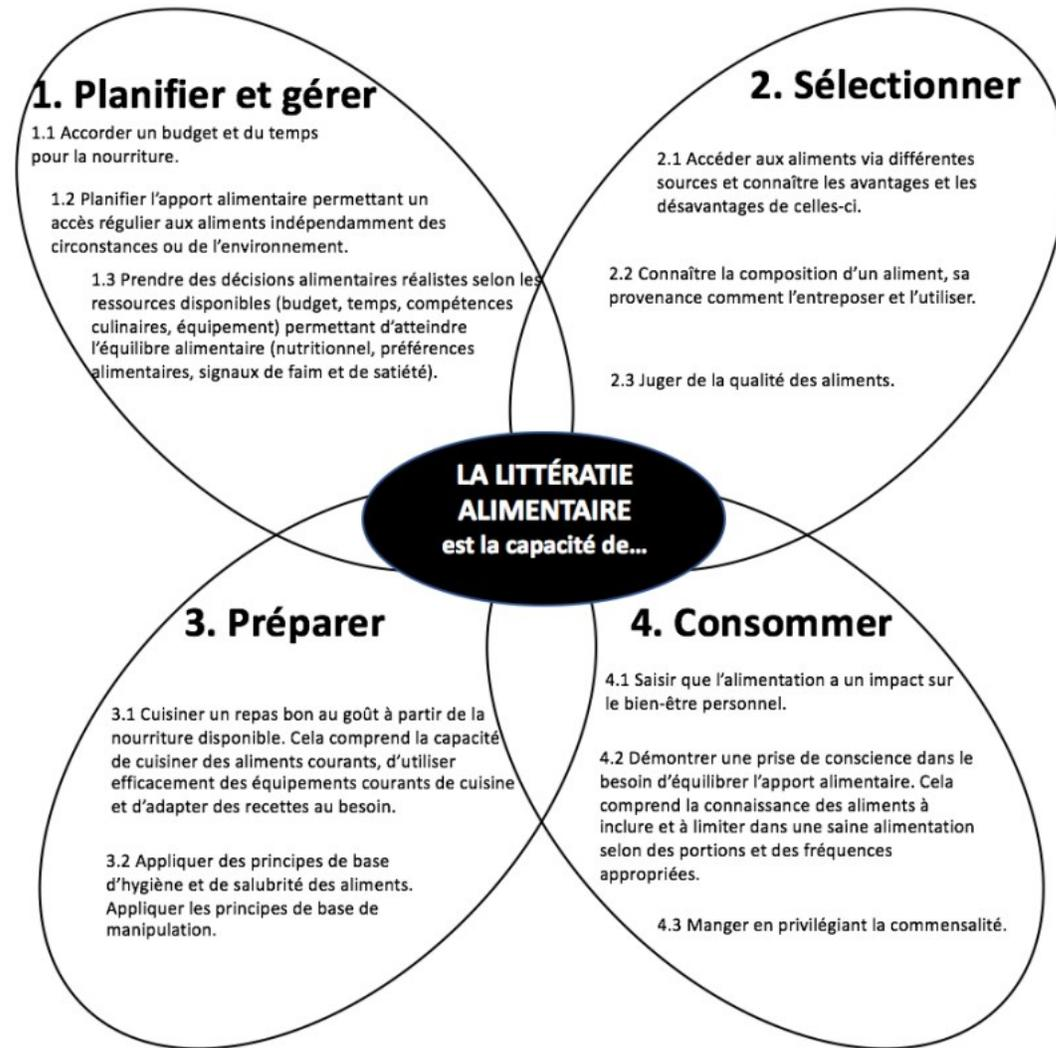 1. Planifier et gérer
1.1 Accorder un budget et du temps
pour la nourriture.
1.2 Planifier l’apport alimentaire permettant un
accès régulier aux aliments indépendamment des
circonstances ou de l’environnement.
1.3 Prendre des décisions alimentaires réalistes selon les
ressources disponibles (budget, temps, compétences
culinaires, équipement) permettant d’atteindre
l’équilibre alimentaire (nutritionnel, préférences
alimentaires, signaux de faim et de satiété).
2. Sélectionner
2.1 Accéder aux aliments via différentes
sources et connaître les avantages et les
désavantages de celles-ci.
2.2 Connaître la composition d’un aliment, sa
provenance comment l’entreposer et l’utiliser.
2.3 Juger de la qualité des aliments.
LA LITTÉRATIE
ALIMENTAIRE
est la capacité de...
3. Préparer
3.1 Cuisiner un repas bon au goût à partir de la
nourriture disponible. Cela comprend la capacité
de cuisiner des aliments courants, d'utiliser
efficacement des équipements courants de cuisine
et d'adapter des recettes au besoin.
3.2 Appliquer des principes de base
d’hygiène et de salubrité des aliments.
Appliquer les principes de base de
manipulation.
4. Consommer
4.1 Saisir que l’alimentation a un impact sur
le bien-être personnel.
4.2 Démontrer une prise de conscience dans le
besoin d'équilibrer l’apport alimentaire. Cela
comprend la connaissance des aliments à
inclure et à limiter dans une saine alimentation
selon des portions et des fréquences
appropriées.
4.3 Manger en privilégiant la commensalité.